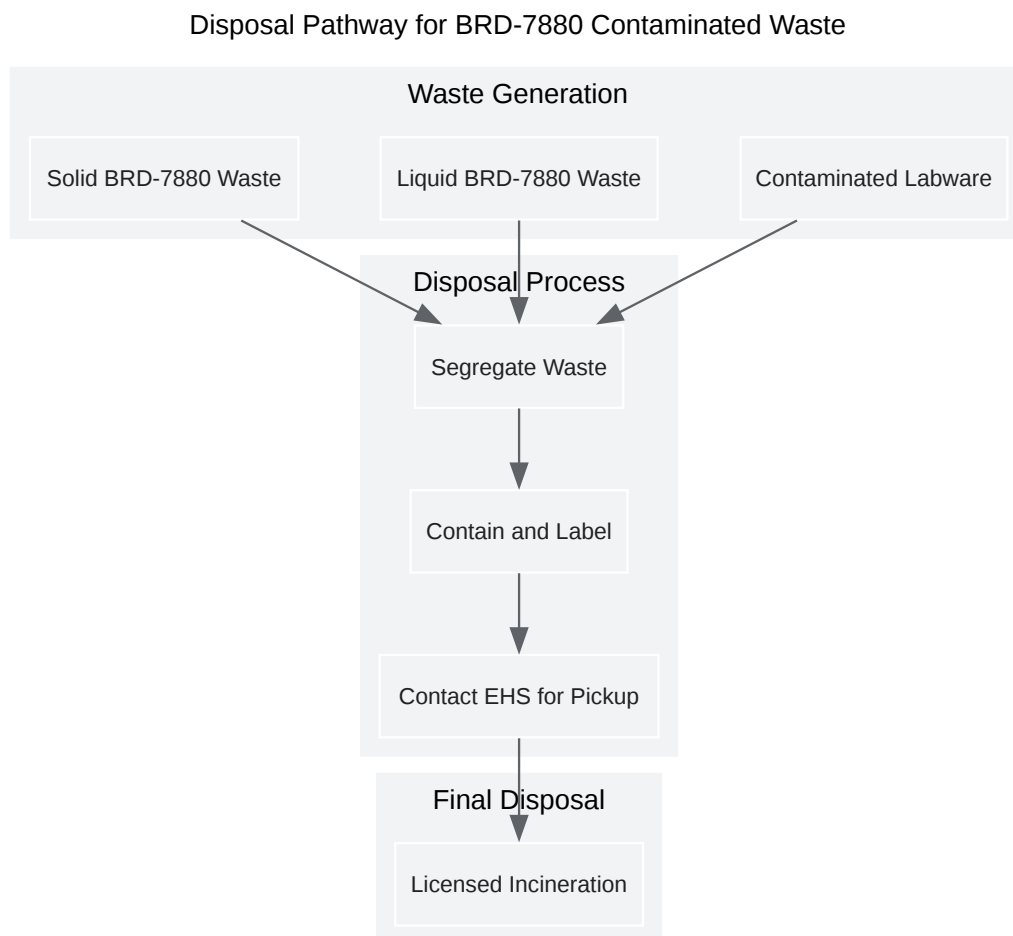 Disposal Pathway for BRD-7880 Contaminated Waste
Waste Generation
Solid BRD-7880 Waste
Liquid BRD-7880 Waste
Contaminated Labware
Disposal Process
Segregate Waste
Contain and Label
Contact EHS for Pickup
Final Disposal
Licensed Incineration